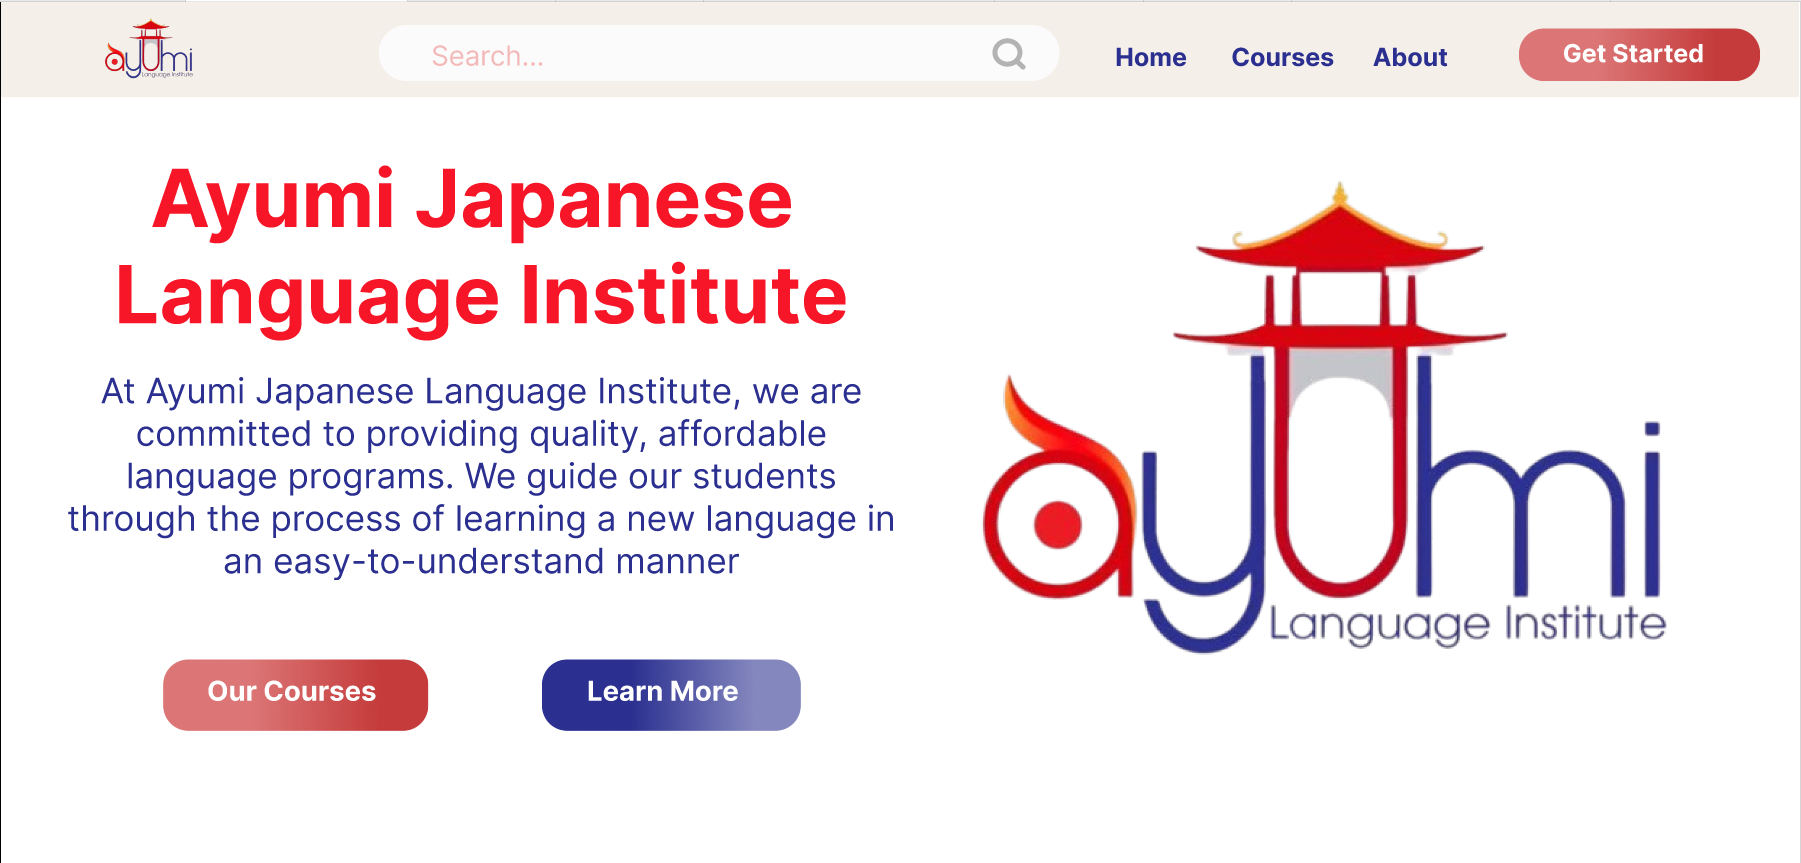 ayumi
Language Institute
Search...
Home
Courses
About
Get Started
Ayumi Japanese
Language Institute
At Ayumi Japanese Language Institute, we are
committed to providing quality, affordable
language programs. We guide our students
through the process of learning a new language in
an easy-to-understand manner
Our Courses
Learn More
ayumi
Language Institute